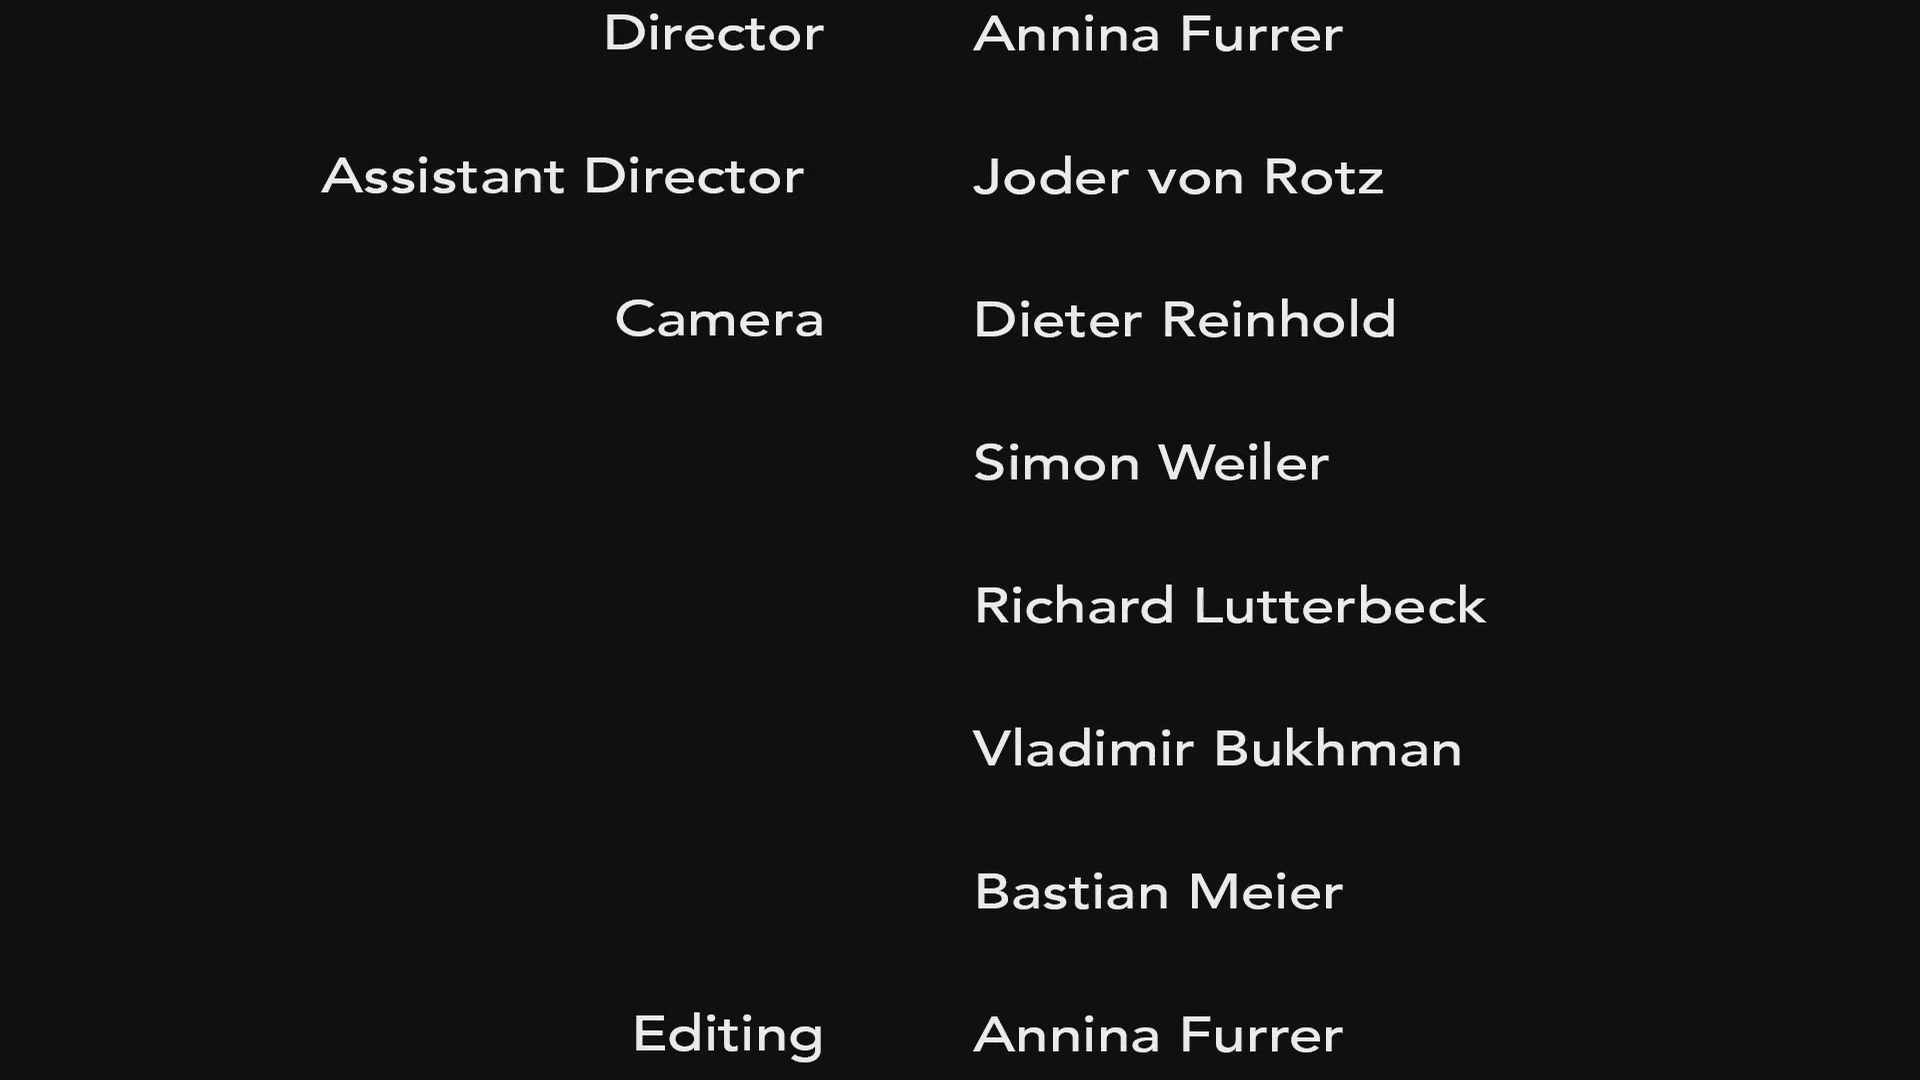 Director Annina Furrer
Assistant Director Joder von Rotz
Camera Dieter Reinhold
Simon Weiler
Richard Lutterbeck
Vladimir Bukhman
Bastian Meier
Editing Annina Furrer